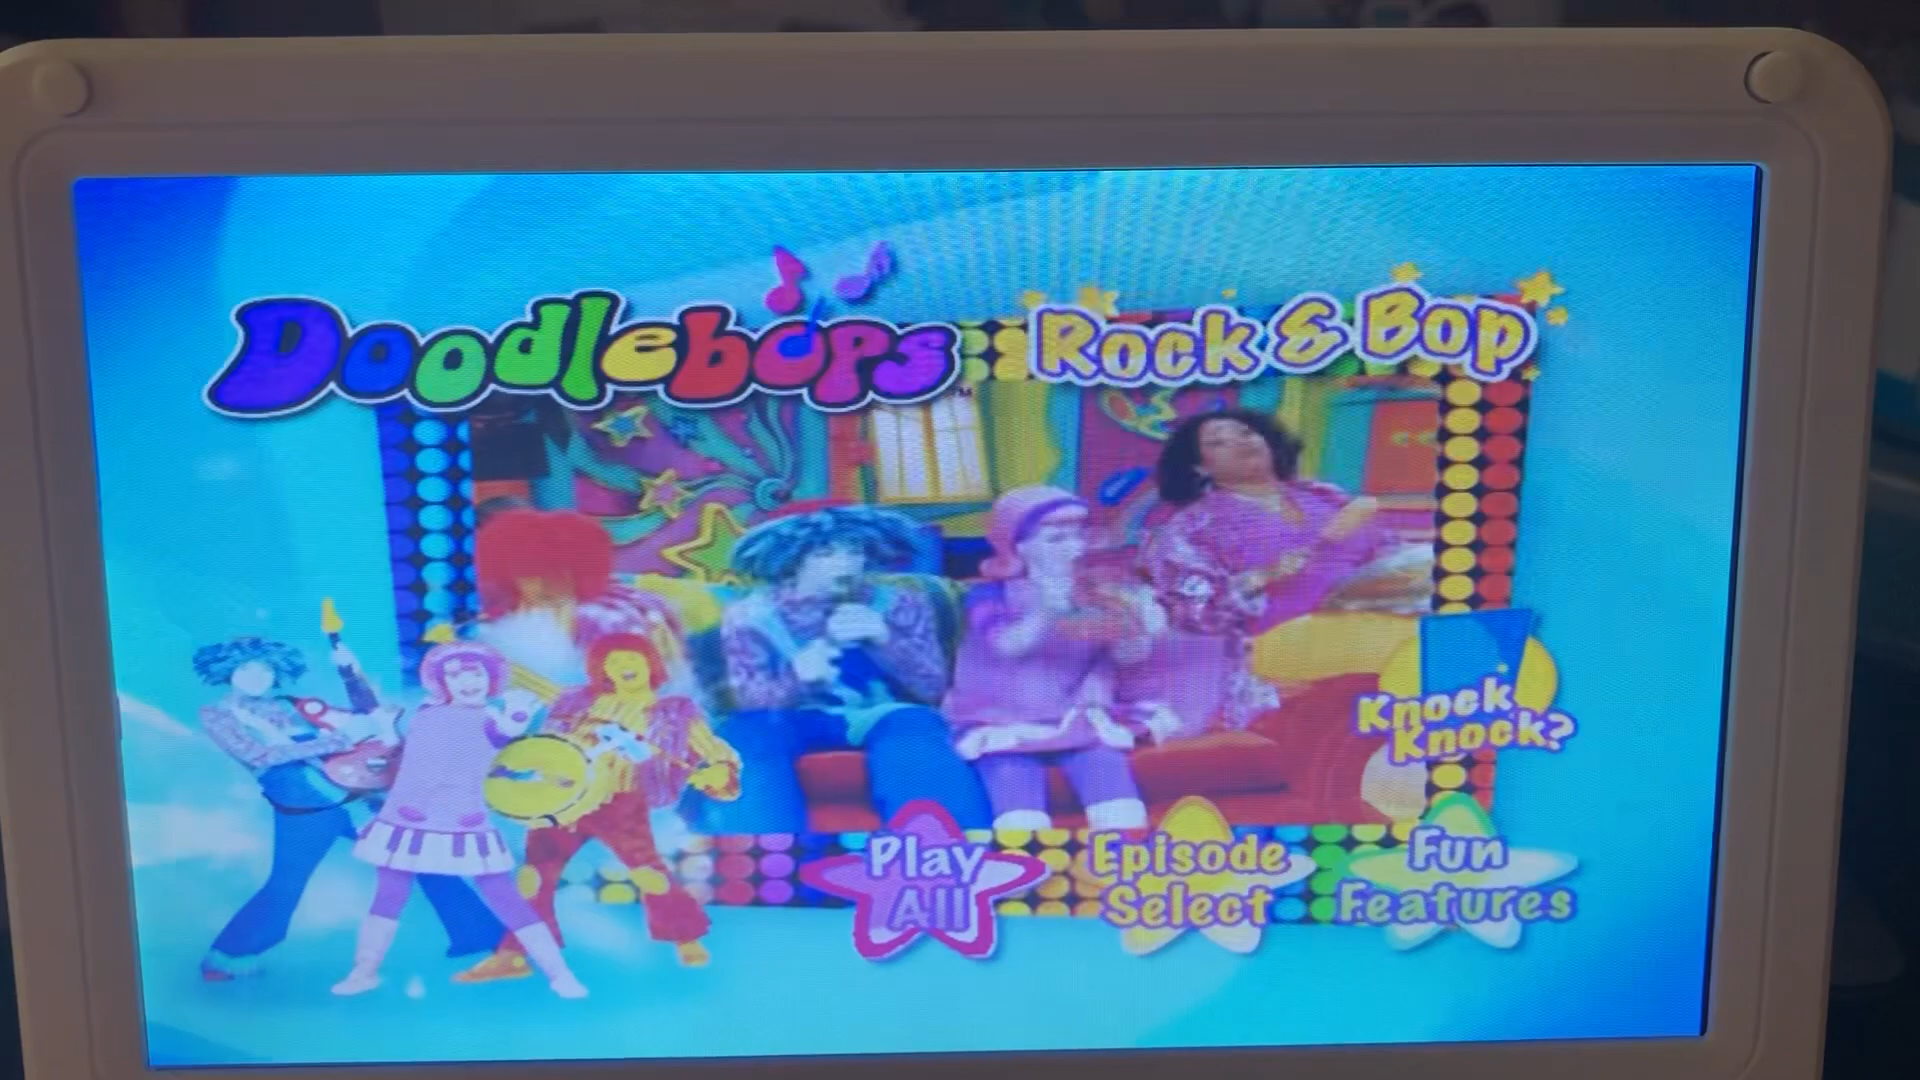 Doodlebops
Rock & Bop
Knock
Knock?
Play
All
Episode
Select
Fun
Features